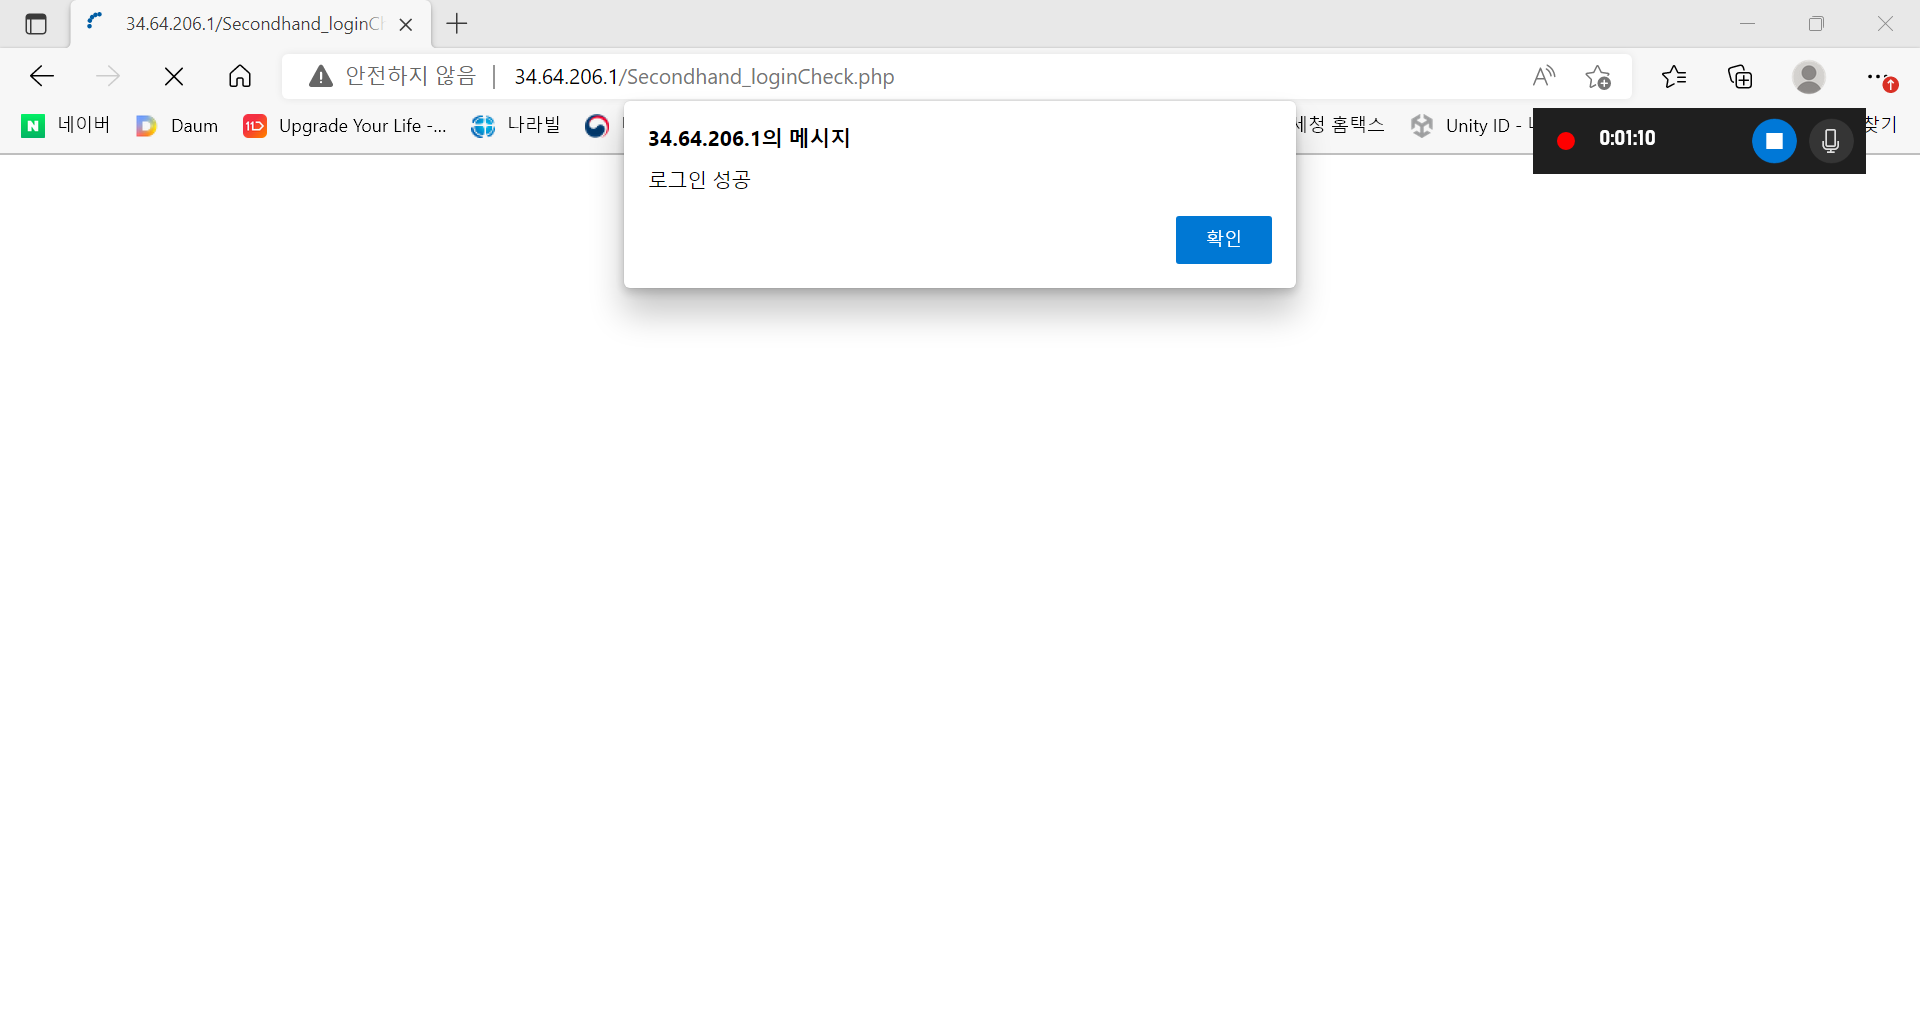 34.64.206.1/Secondhand_loginCh
안전하지 않음
34.64.206.1/Secondhand_loginCheck.php
네이버
Daum
Upgrade Your Life -...
나라빌
세청 홈택스
Unity ID -
찾기
34.64.206.1의 메시지
로그인 성공
확인
0:01:10